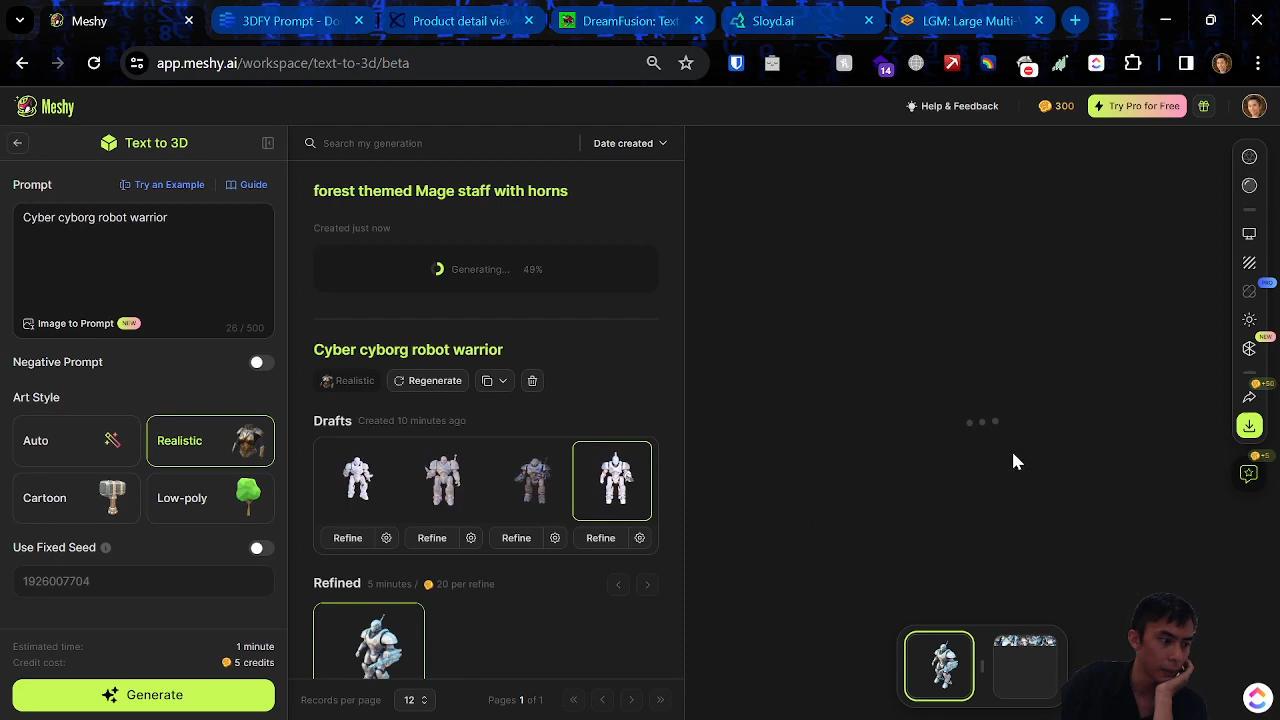 Meshy
3DFY Prompt - Do
Product detail view
DreamFusion: Text
Sloyd.ai
LGM: Large Multi-
app.meshy.ai/workspace/text-to-3d/beta
14
Meshy
Help & Feedback
300
Try Pro for Free
Text to 3D
Search my generation
Date created
Prompt
Try an Example
Guide
Cyber cyborg robot warrior
Image to Prompt
NEW
26 / 500
Negative Prompt
Art Style
Auto
Realistic
Cartoon
Low-poly
Use Fixed Seed
1926007704
Estimated time:
1 minute
Credit cost:
5 credits
Generate
forest themed Mage staff with horns
Created just now
Generating... 49%
Cyber cyborg robot warrior
Realistic
Regenerate
Drafts
Created 10 minutes ago
Refine
Refine
Refine
Refine
Refined
5 minutes /
20 per refine
Records per page
12
Pages 1 of 1
PRO
NEW
+50
+5